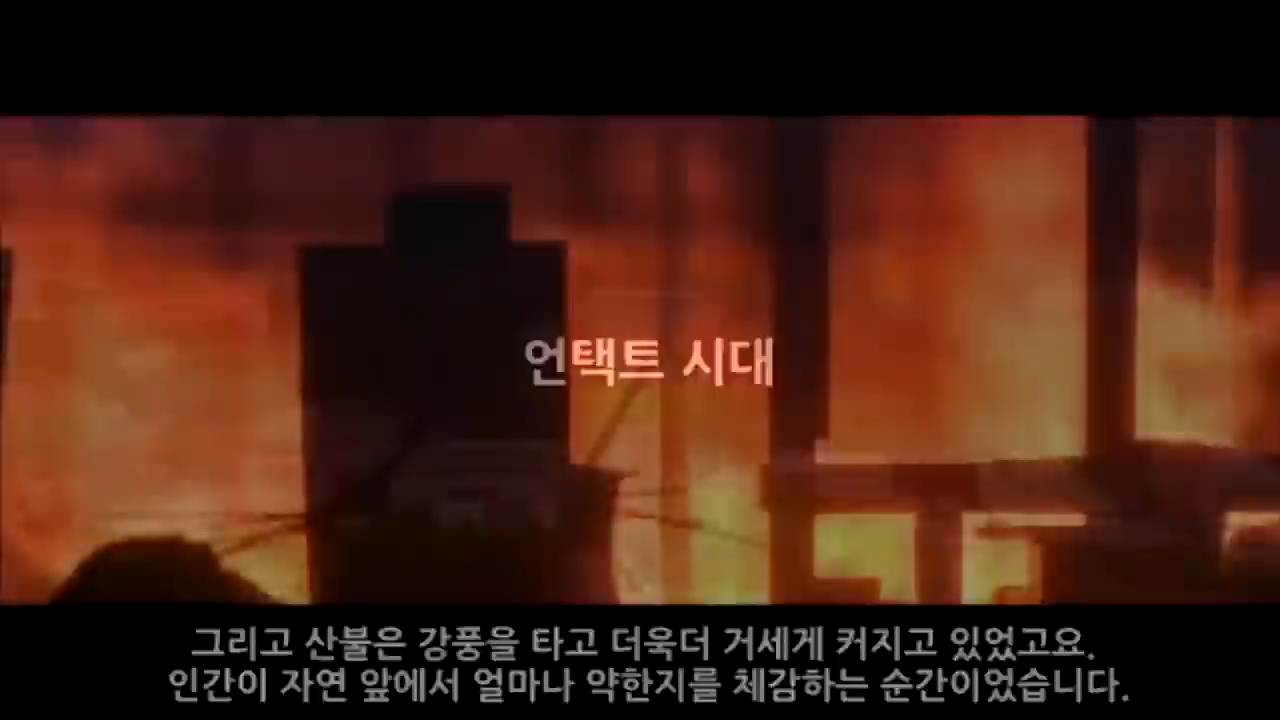 언택트 시대
그리고 산불은 강풍을 타고 더욱더 거세게 커지고 있었고요.
인간이 자연 앞에서 얼마나 약한지를 체감하는 순간이었습니다.